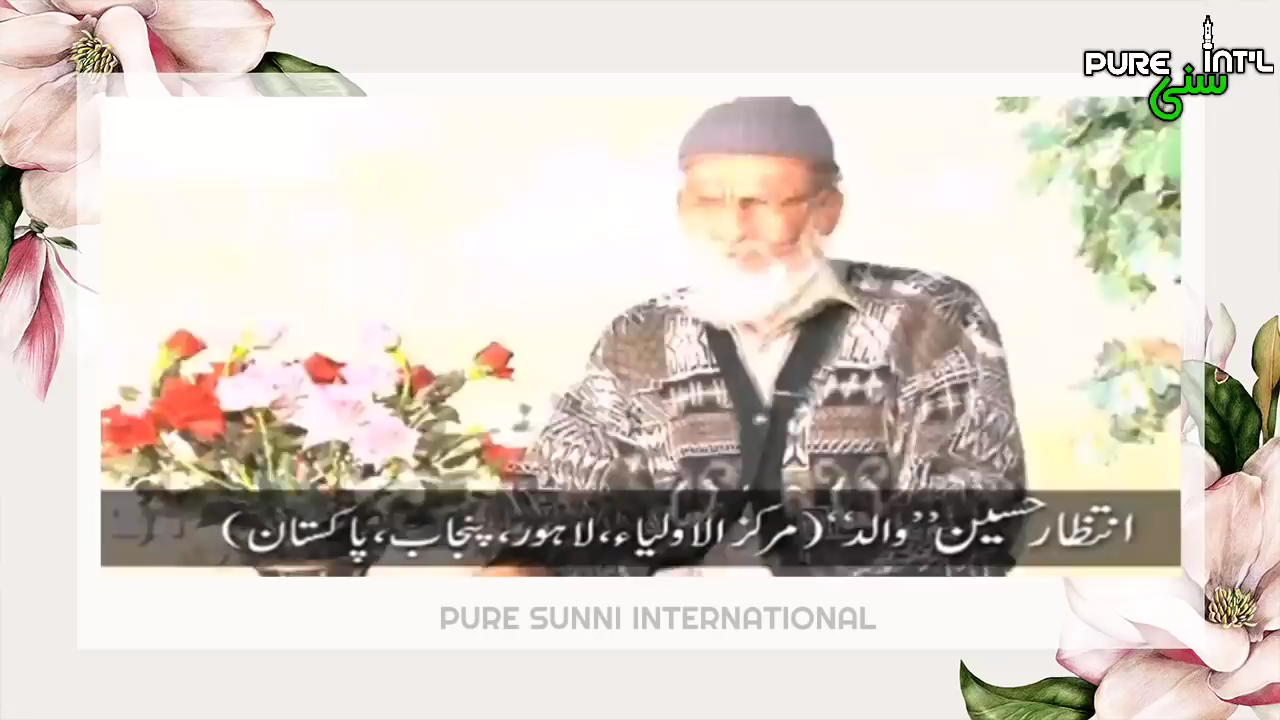 PURE INT'L
سنی
انتظار حسین ”والد“ (مرکز الاولیاء، لاہور، پنجاب، پاکستان)
PURE SUNNI INTERNATIONAL